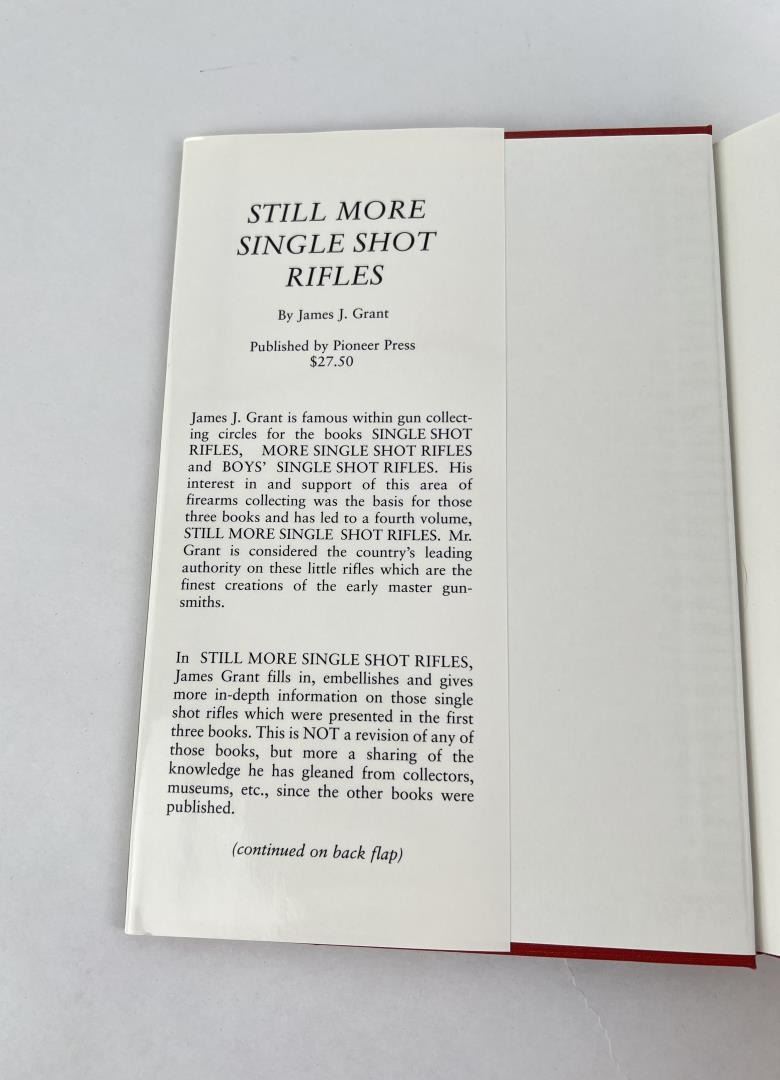 STILL MORE
SINGLE SHOT
RIFLES
By James J. Grant
Published by Pioneer Press
$27.50
James J. Grant is famous within gun collect-
ing circles for the books SINGLE SHOT
RIFLES, MORE SINGLE SHOT RIFLES
and BOYS' SINGLE SHOT RIFLES. His
interest in and support of this area of
firearms collecting was the basis for those
three books and has led to a fourth volume,
STILL MORE SINGLE SHOT RIFLES. Mr.
Grant is considered the country's leading
authority on these little rifles which are the
finest creations of the early master gun-
smiths.
In STILL MORE SINGLE SHOT RIFLES,
James Grant fills in, embellishes and gives
more in-depth information on those single
shot rifles which were presented in the first
three books. This is NOT a revision of any of
those books, but more a sharing of the
knowledge he has gleaned from collectors,
museums, etc., since the other books were
published.
(continued on back flap)